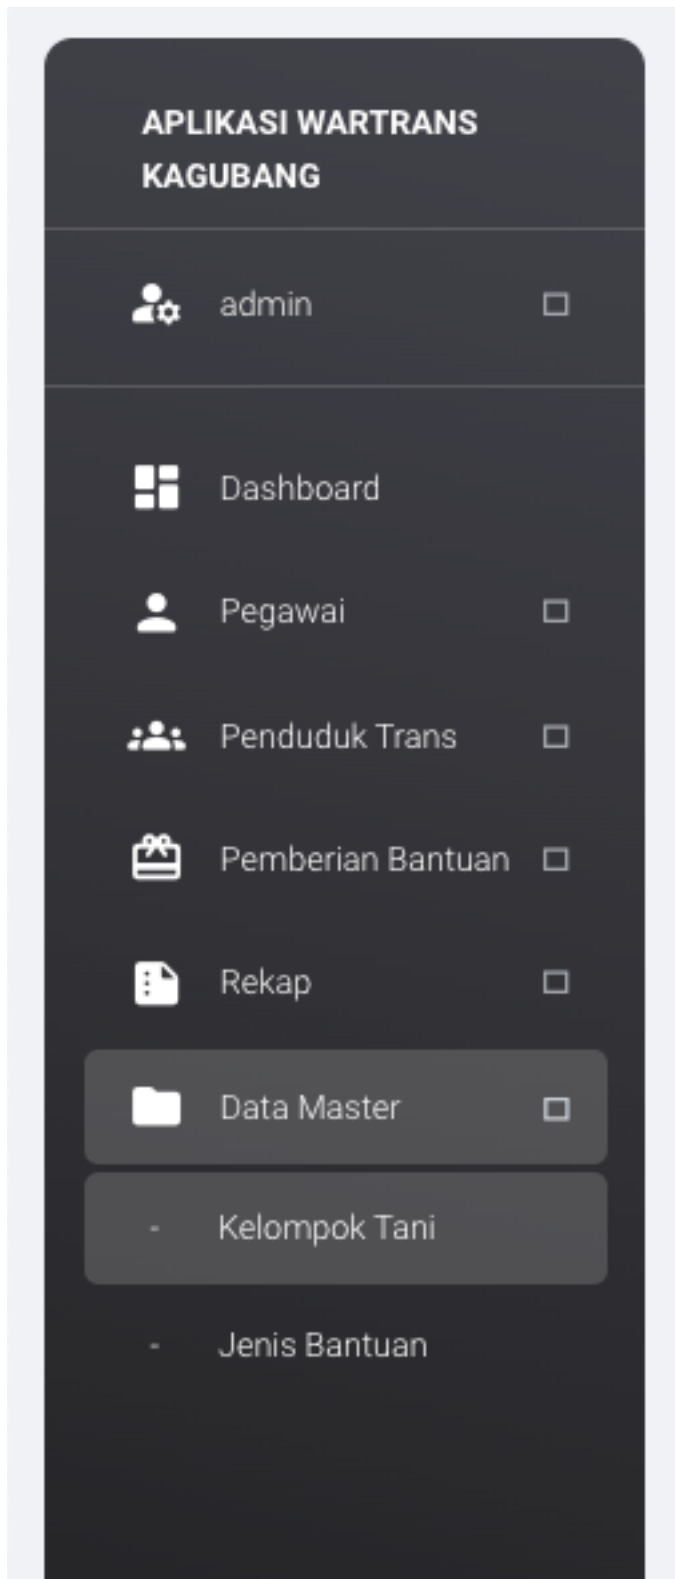 APLIKASI WARTRANS
KAGUBANG
admin
Dashboard
Pegawai
Penduduk Trans
Pemberian Bantuan
Rekap
Data Master
- Kelompok Tani
- Jenis Bantuan